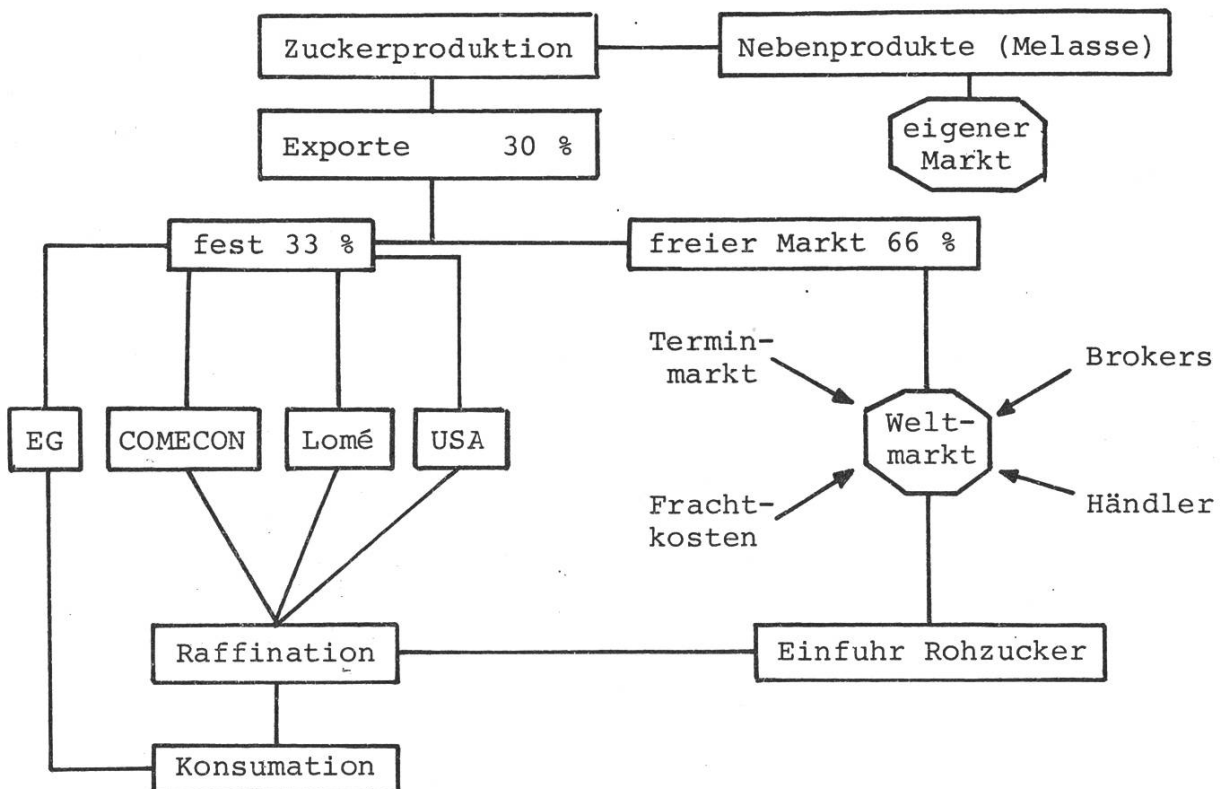 Zuckerproduktion
Nebenprodukte (Melasse)
Exporte 30 %
eigener
Markt
fest 33 %
freier Markt 66 %
Termin-
markt
Brokers
EG
COMECON
Lomé
USA
Welt-
markt
Fracht-
kosten
Händler
Raffination
Einfuhr Rohzucker
Konsumation